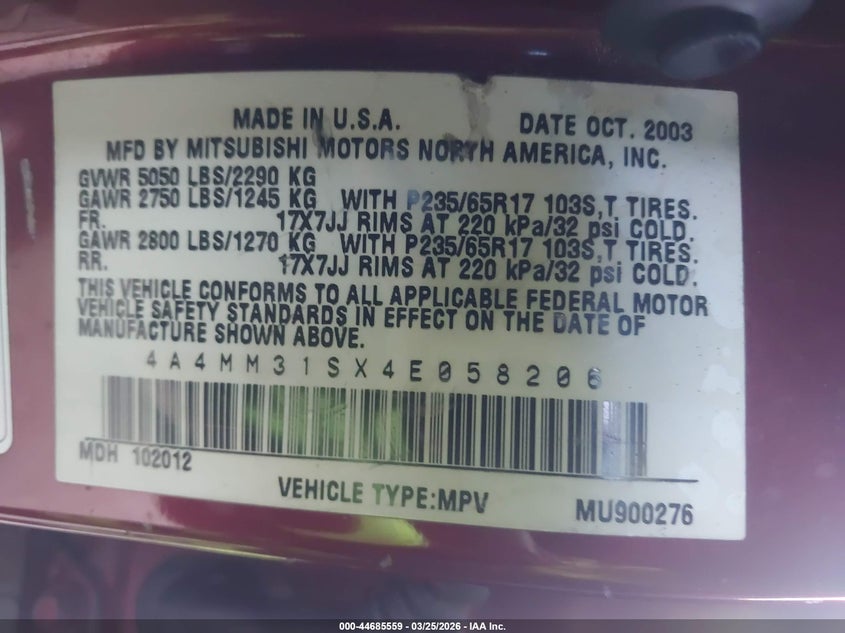 MADE IN U.S.A. DATE OCT. 2003
MFD BY MITSUBISHI MOTORS NORTH AMERICA, INC.
GVWR 5050 LBS/2290 KG
GAWR 2750 LBS/1245 KG WITH P235/65R17 103S,T TIRES.
FR. 17X7JJ RIMS AT 220 kPa/32 psi COLD.
GAWR 2800 LBS/1270 KG WITH P235/65R17 103S,T TIRES.
RR. 17X7JJ RIMS AT 220 kPa/32 psi COLD.
THIS VEHICLE CONFORMS TO ALL APPLICABLE FEDERAL MOTOR
VEHICLE SAFETY STANDARDS IN EFFECT ON THE DATE OF
MANUFACTURE SHOWN ABOVE.
4A4MM31SX4E058206
MDH 102012
VEHICLE TYPE:MPV MU900276
000-44685559 - 03/25/2026 - IAA Inc.